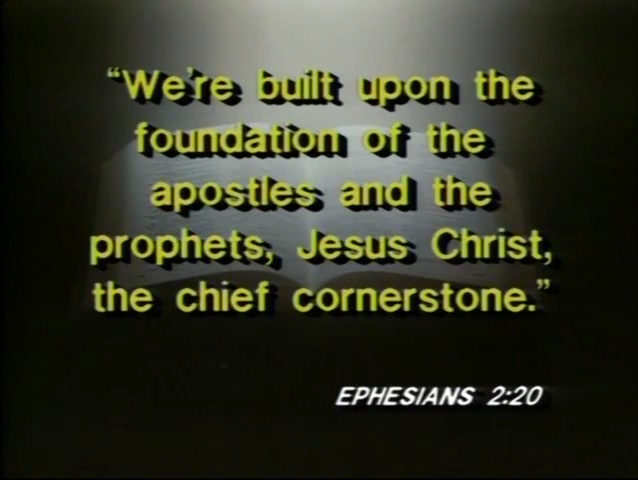 “We're built upon the
foundation of the
apostles and the
prophets, Jesus Christ,
the chief cornerstone.”
EPHESIANS 2:20